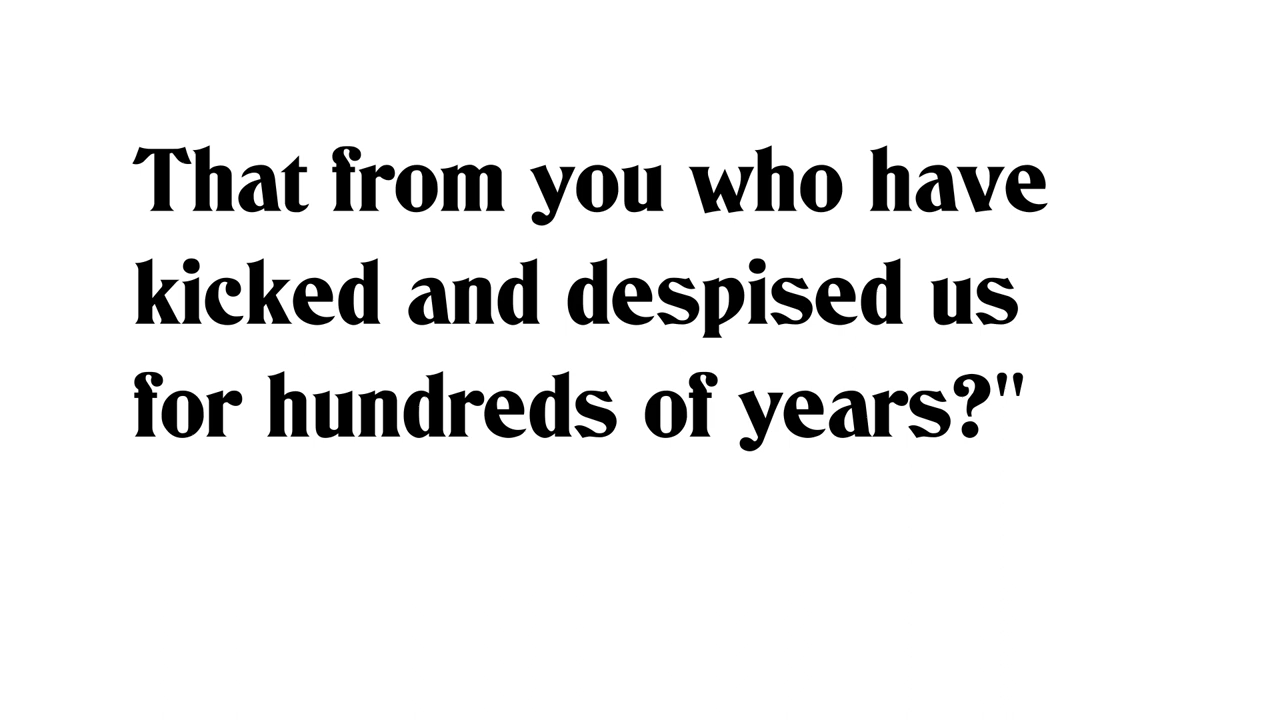 That from you who have
kicked and despised us
for hundreds of years?"